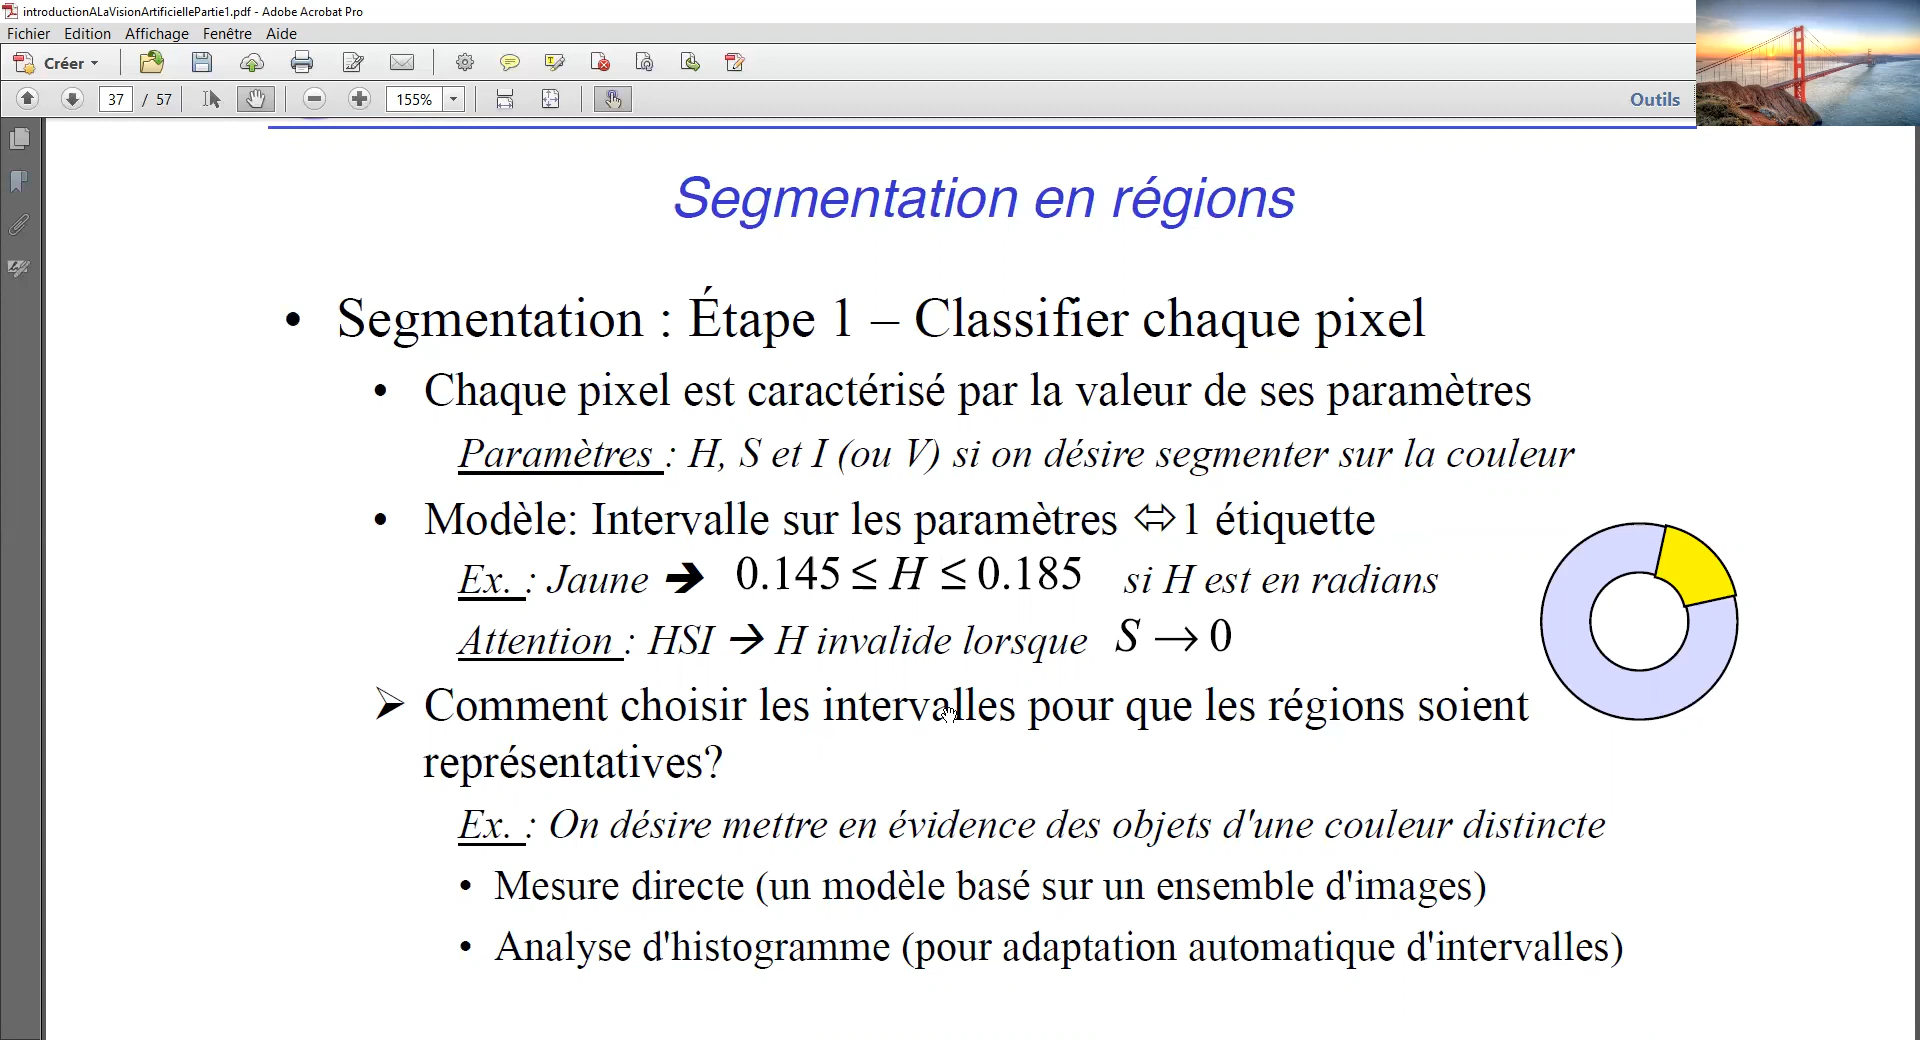 introductionALaVisionArtificiellePartie1.pdf - Adobe Acrobat Pro
Fichier Edition Affichage Fenêtre Aide
Créer
37 / 57 155% Outils
Segmentation en régions
• Segmentation : Étape 1 – Classifier chaque pixel
• Chaque pixel est caractérisé par la valeur de ses paramètres
Paramètres : H, S et I (ou V) si on désire segmenter sur la couleur
• Modèle: Intervalle sur les paramètres ⇔ 1 étiquette
Ex. : Jaune ➔ 0.145 ≤ H ≤ 0.185 si H est en radians
Attention : HSI → H invalide lorsque S → 0
➢ Comment choisir les intervalles pour que les régions soient
représentatives?
Ex. : On désire mettre en évidence des objets d'une couleur distincte
• Mesure directe (un modèle basé sur un ensemble d'images)
• Analyse d'histogramme (pour adaptation automatique d'intervalles)